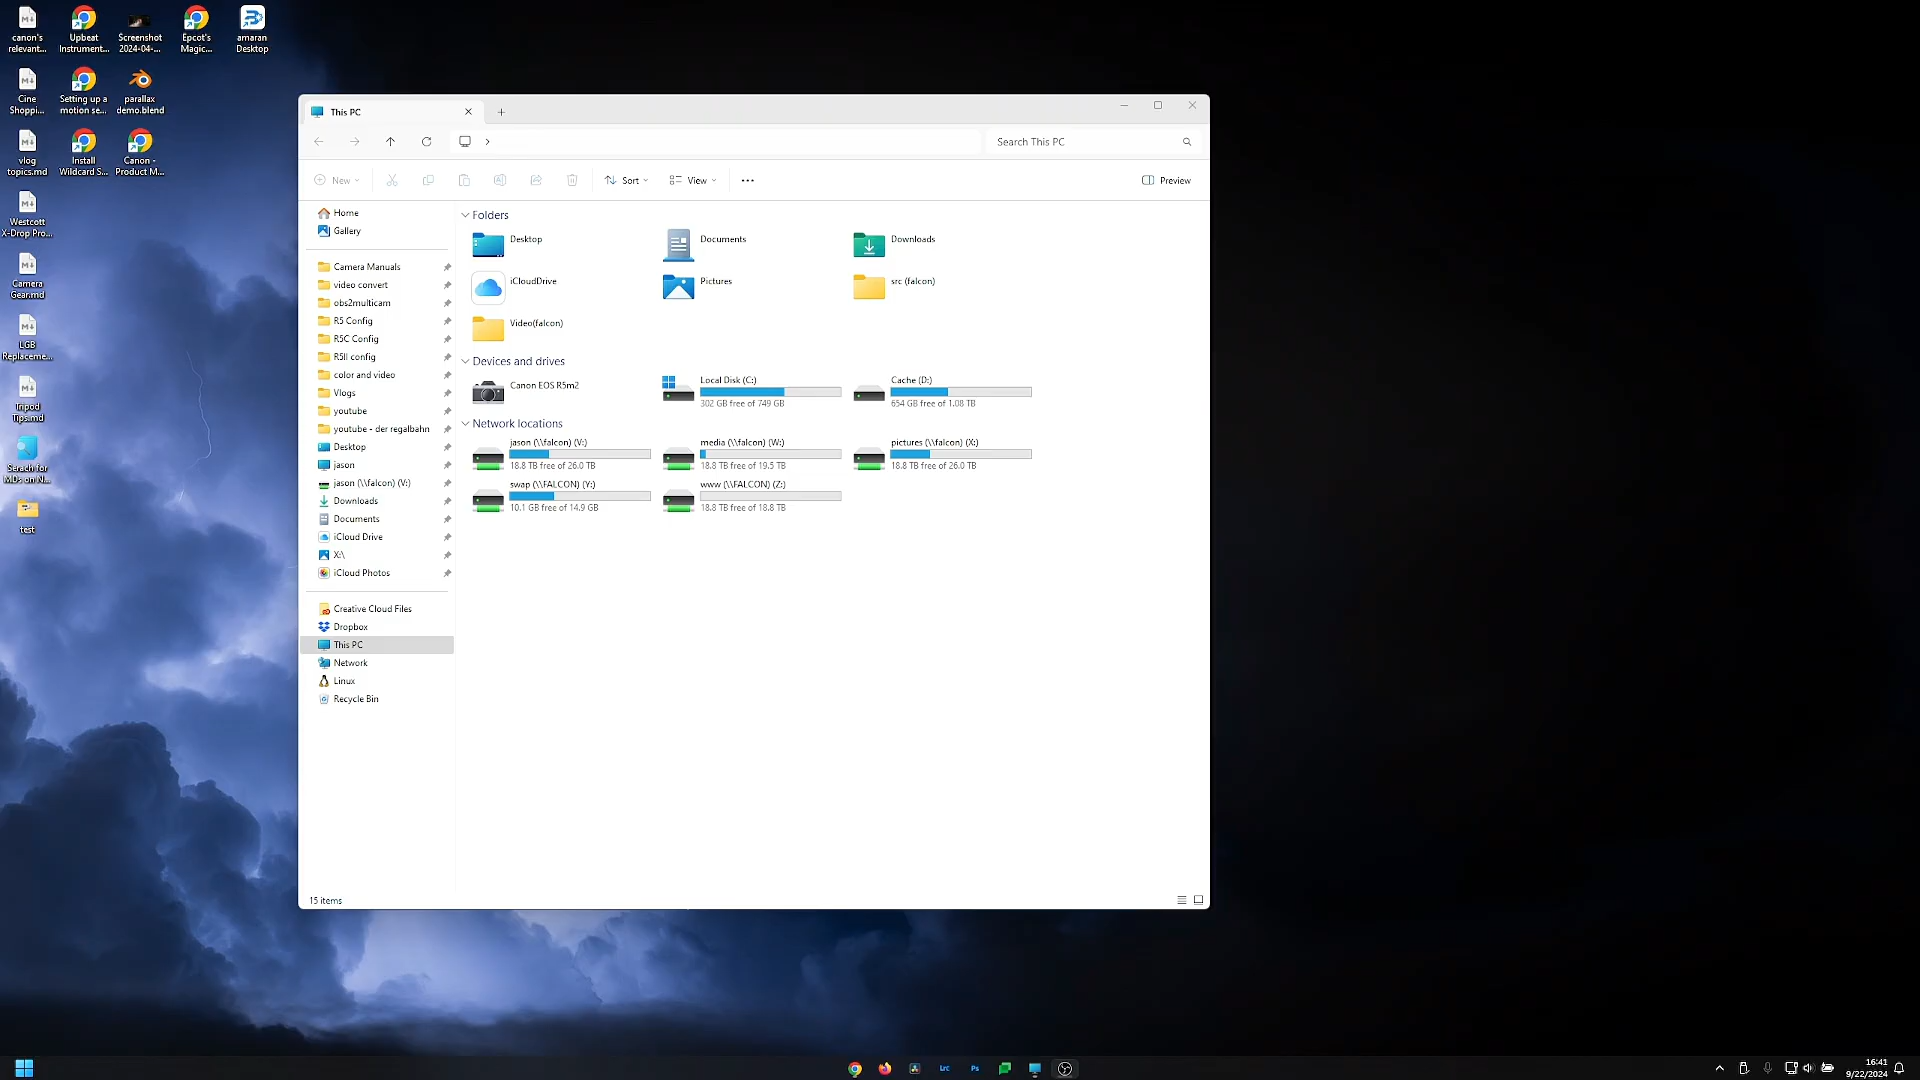 canon's
relevant...
Upbeat
Instrument...
Screenshot
2024-04-...
Epcot's
Magic...
amaran
Desktop
Cine
Shoppi...
Setting up a
motion se...
parallax
demo.blend
vlog
topics.md
Install
Wildcard S...
Canon -
Product M...
Westcott
X-Drop Pro...
Camera
Gear.md
LGB
Replaceme...
Tripod
Tips.md
Serach for
MDs on N...
test
This PC
Search This PC
New
Sort
View
Preview
Home
Gallery
Camera Manuals
video convert
obs2multicam
R5 Config
R5C Config
R5II config
color and video
Vlogs
youtube
youtube - der regalbahn
Desktop
jason
jason (\\falcon) (V:)
Downloads
Documents
iCloud Drive
X:\
iCloud Photos
Creative Cloud Files
Dropbox
This PC
Network
Linux
Recycle Bin
Folders
Desktop
Documents
Downloads
iCloudDrive
Pictures
src (falcon)
Video(falcon)
Devices and drives
Canon EOS R5m2
Local Disk (C:)
302 GB free of 749 GB
Cache (D:)
654 GB free of 1.08 TB
Network locations
jason (\\falcon) (V:)
18.8 TB free of 26.0 TB
media (\\falcon) (W:)
18.8 TB free of 19.5 TB
pictures (\\falcon) (X:)
18.8 TB free of 26.0 TB
swap (\\FALCON) (Y:)
10.1 GB free of 14.9 GB
www (\\FALCON) (Z:)
18.8 TB free of 18.8 TB
15 items
Lrc
Ps
16:41
9/22/2024